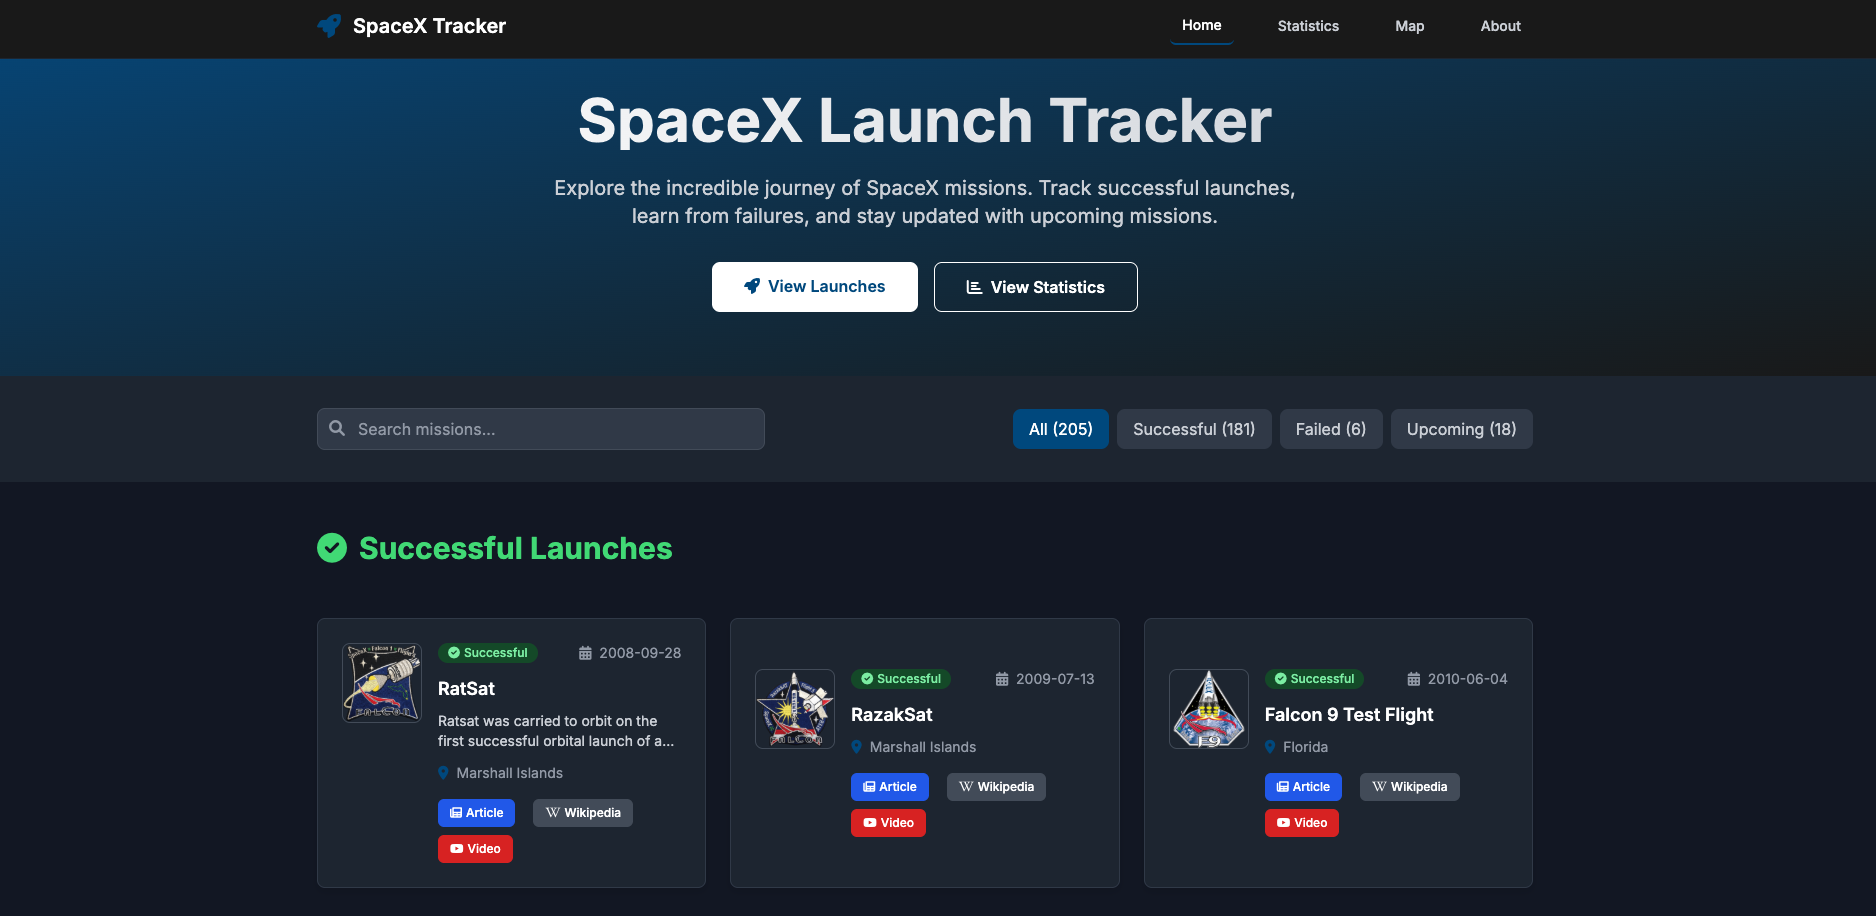 SpaceX Tracker
Home
Statistics
Map
About
SpaceX Launch Tracker
Explore the incredible journey of SpaceX missions. Track successful launches,
learn from failures, and stay updated with upcoming missions.
View Launches
View Statistics
Search missions...
All (205)
Successful (181)
Failed (6)
Upcoming (18)
Successful Launches
Successful
2008-09-28
RatSat
Ratsat was carried to orbit on the
first successful orbital launch of a...
Marshall Islands
Article
W Wikipedia
Video
FALCON
Successful
2009-07-13
RazakSat
Marshall Islands
Article
W Wikipedia
Video
FALCON
Successful
2010-06-04
Falcon 9 Test Flight
Florida
Article
W Wikipedia
Video
F9